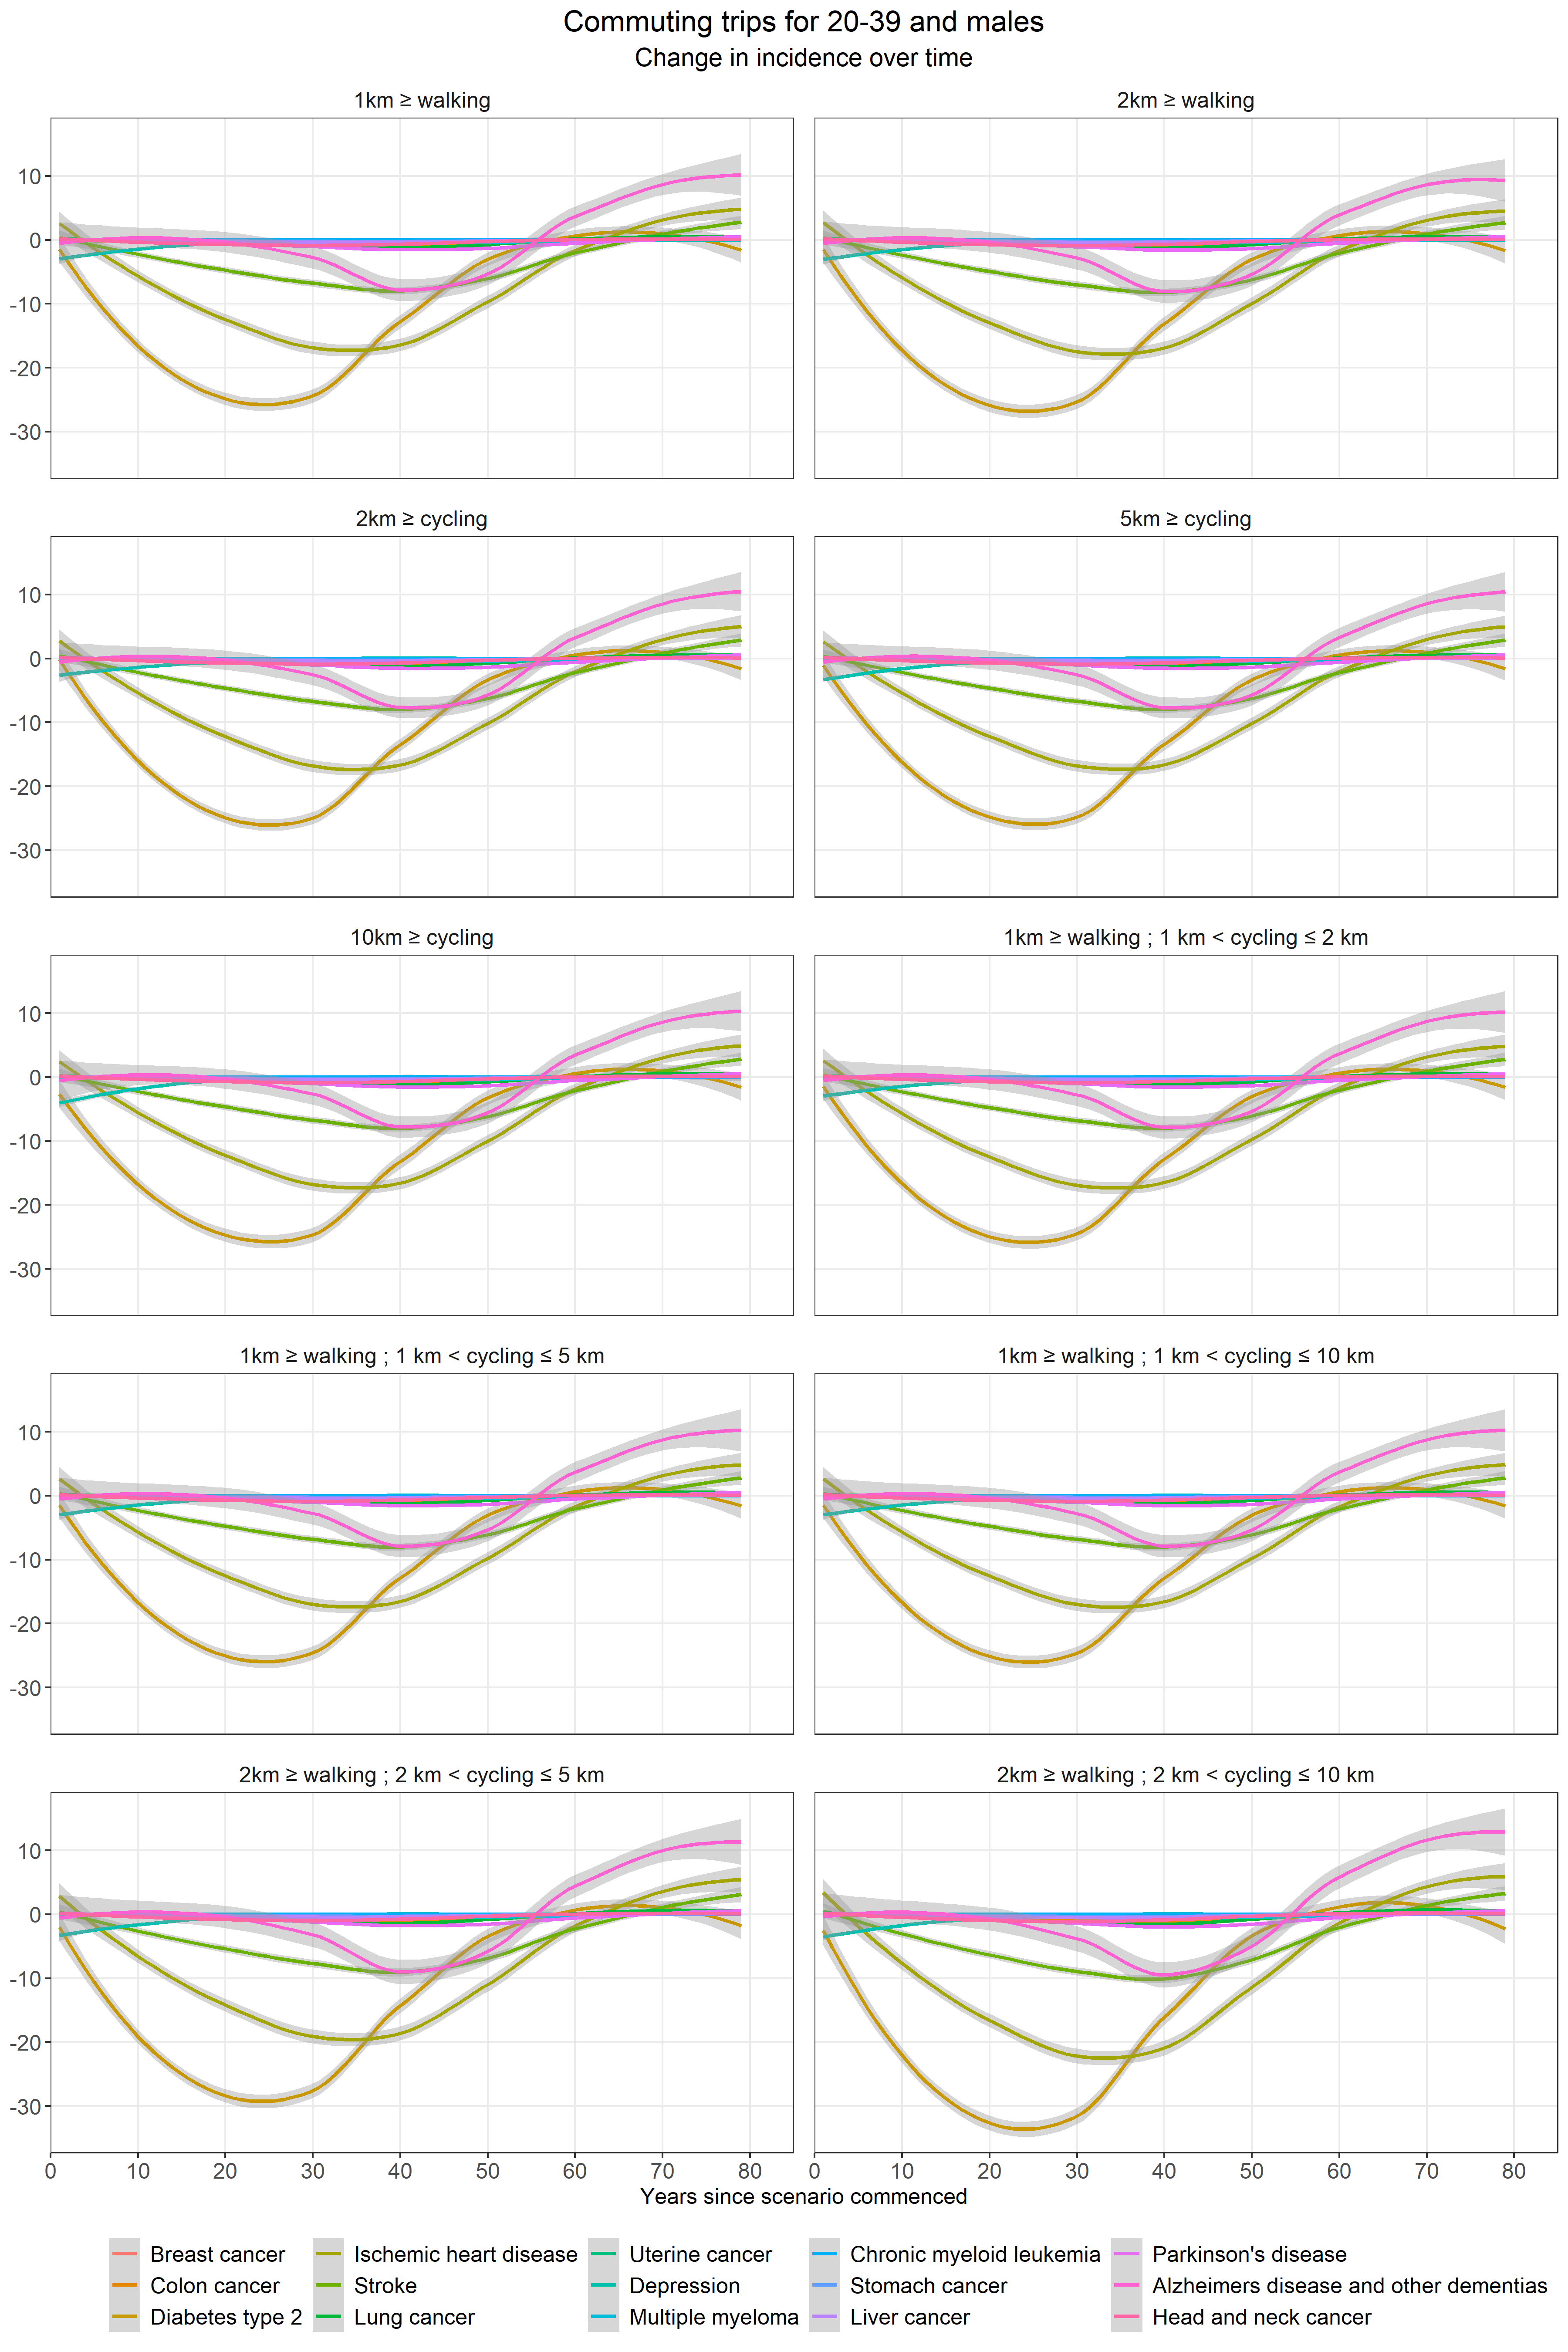 Commuting trips for 20-39 and males
Change in incidence over time
1km ≥ walking
2km ≥ walking
10
0
-10
-20
-30
2km ≥ cycling
5km ≥ cycling
10
0
-10
-20
-30
10km ≥ cycling
1km ≥ walking ; 1 km < cycling ≤ 2 km
10
0
-10
-20
-30
1km ≥ walking ; 1 km < cycling ≤ 5 km
1km ≥ walking ; 1 km < cycling ≤ 10 km
10
0
-10
-20
-30
2km ≥ walking ; 2 km < cycling ≤ 5 km
2km ≥ walking ; 2 km < cycling ≤ 10 km
10
0
-10
-20
-30
0 10 20 30 40 50 60 70 80
0 10 20 30 40 50 60 70 80
Years since scenario commenced
Breast cancer
Colon cancer
Diabetes type 2
Ischemic heart disease
Stroke
Lung cancer
Uterine cancer
Depression
Multiple myeloma
Chronic myeloid leukemia
Stomach cancer
Liver cancer
Parkinson's disease
Alzheimers disease and other dementias
Head and neck cancer